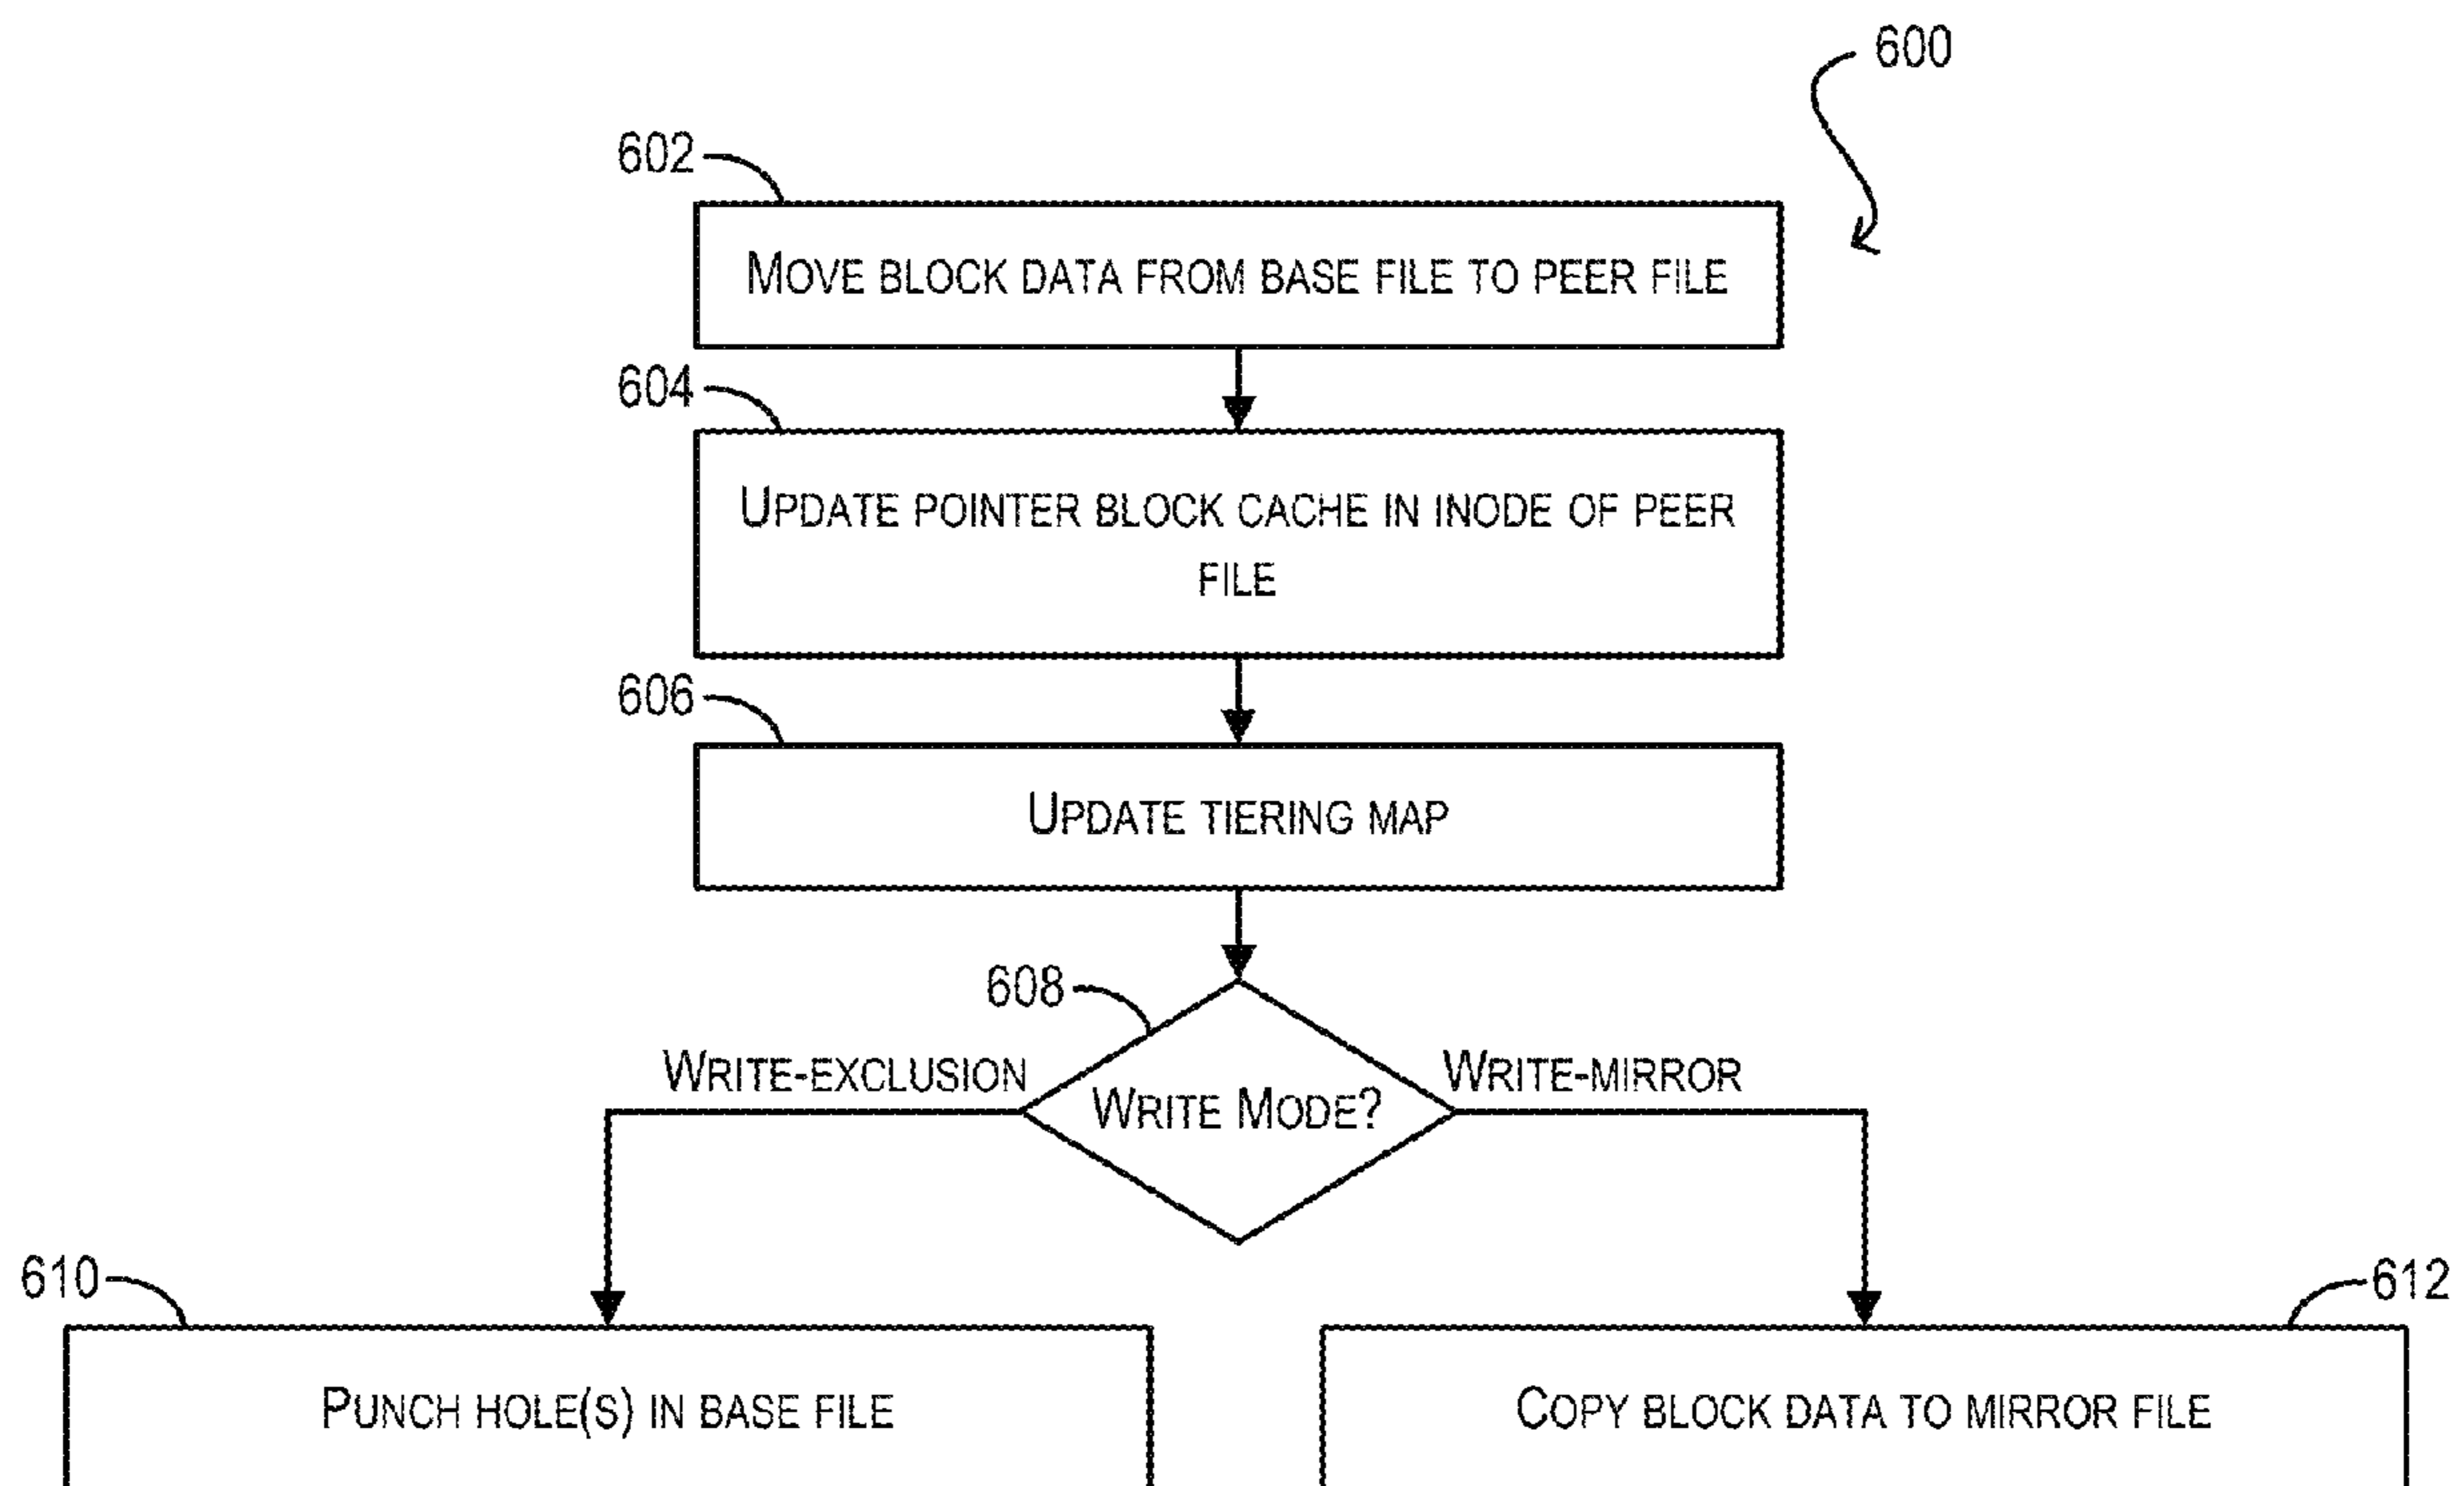 600
602
MOVE BLOCK DATA FROM BASE FILE TO PEER FILE
604
UPDATE POINTER BLOCK CACHE IN INODE OF PEER
FILE
606
UPDATE TIERING MAP
608
WRITE-EXCLUSION
WRITE MODE?
WRITE-MIRROR
610
612
PUNCH HOLE(S) IN BASE FILE
COPY BLOCK DATA TO MIRROR FILE